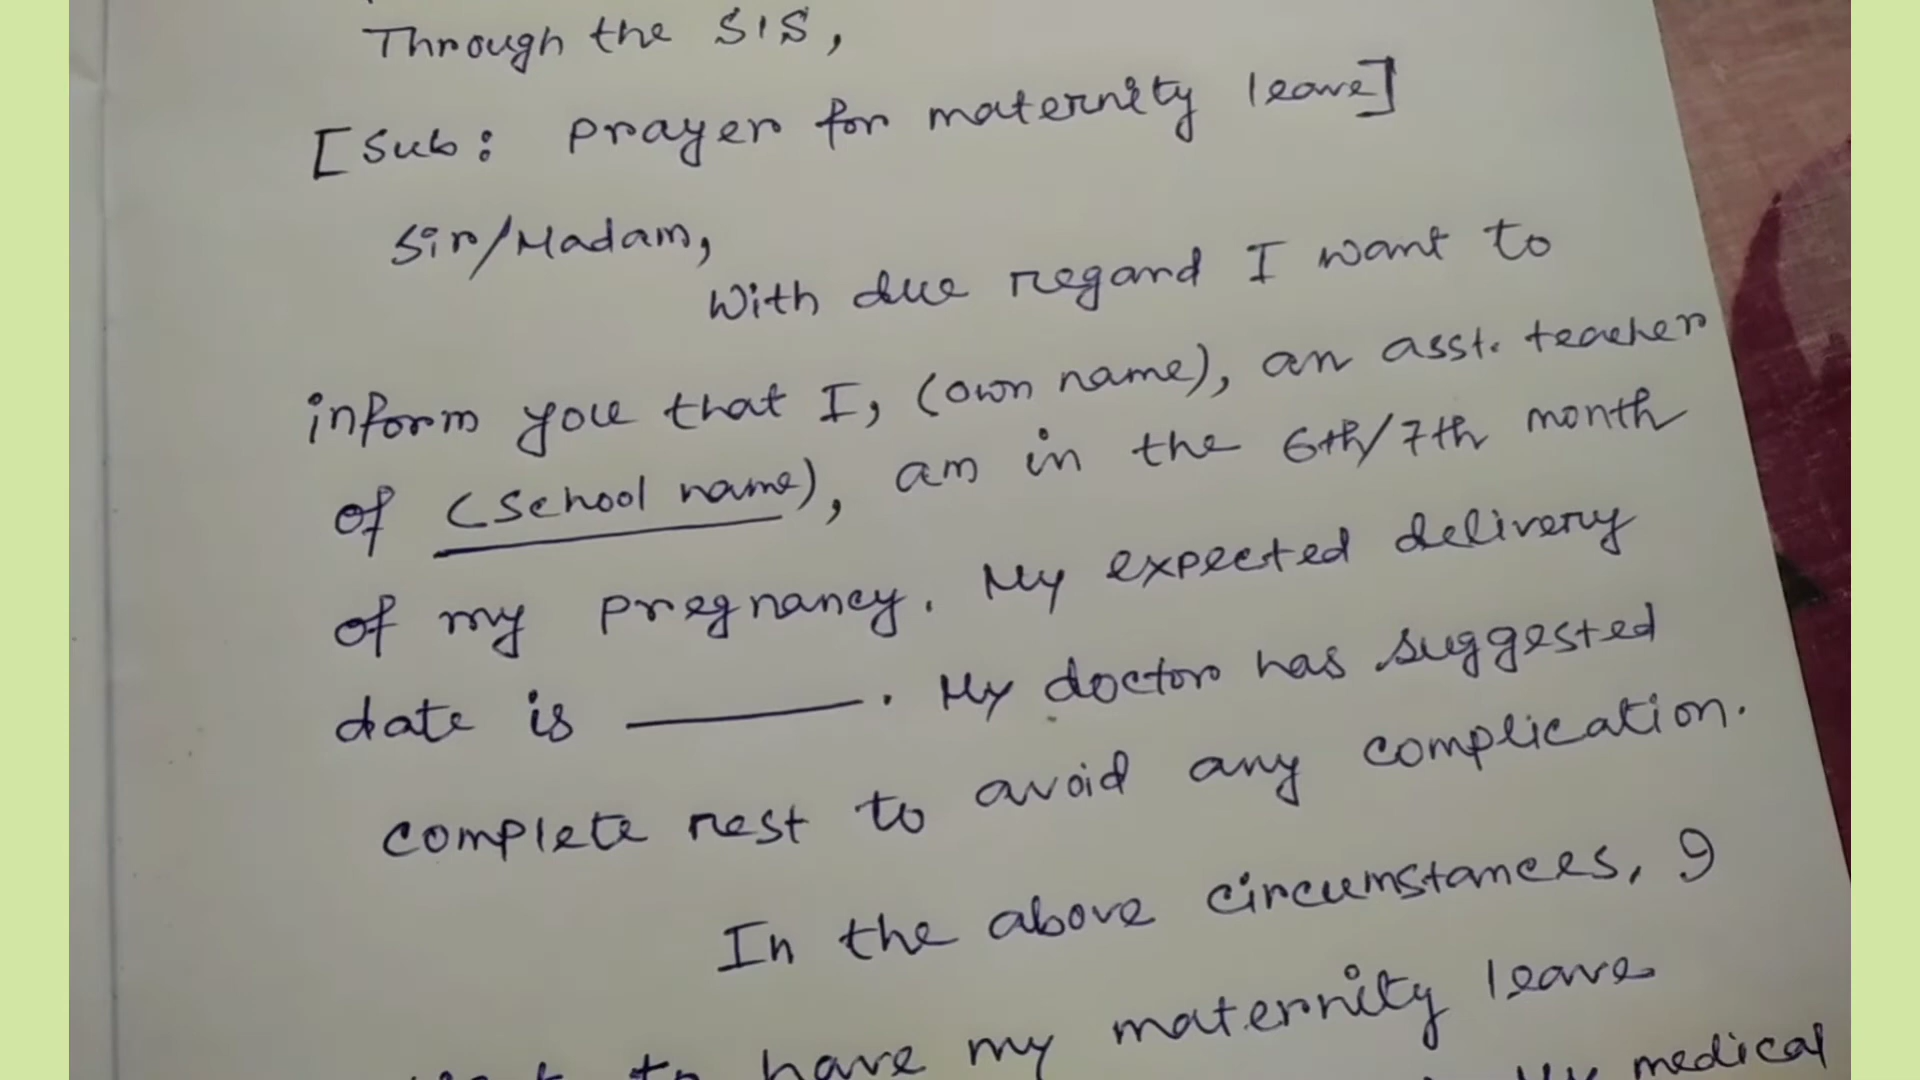 Through the SIS,
[Sub: Prayer for maternity leave]
Sir/Madam,
With due regard I want to
inform you that I, (own name), an asst. teacher
of (School name), am in the 6th/7th month
of my pregnancy. My expected delivery
date is ______. My doctor has suggested
complete rest to avoid any complication.
In the above circumstances, I
to have my maternity leave
My medical